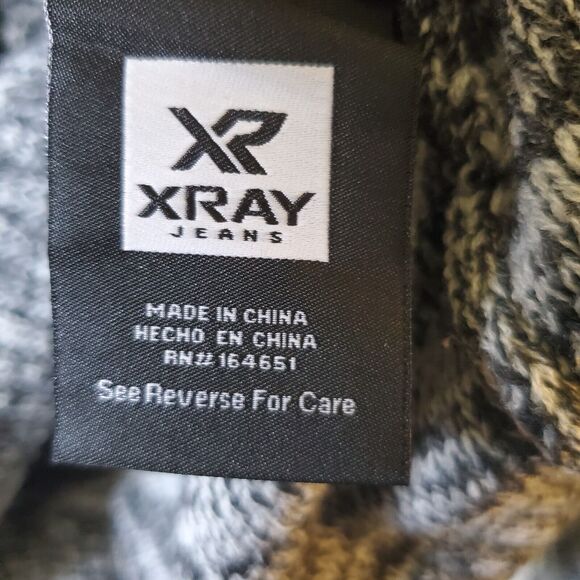 XR
XRAY
JEANS
MADE IN CHINA
HECHO EN CHINA
RN# 164651
See Reverse For Care